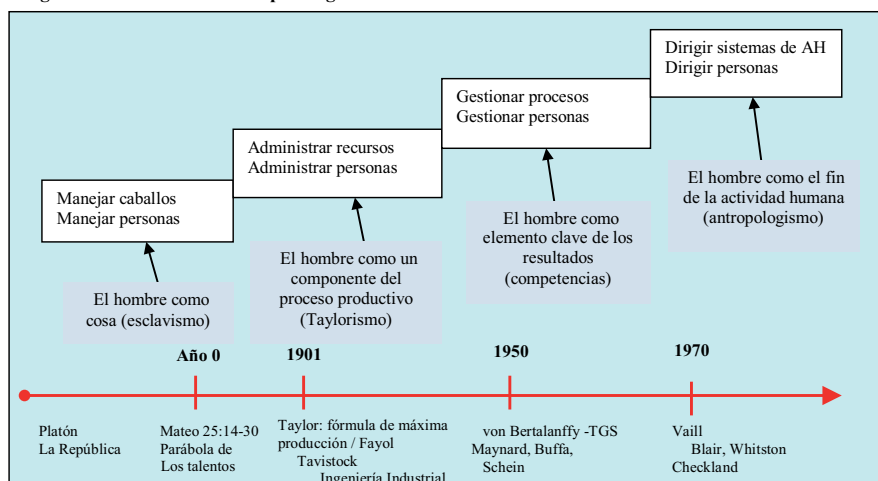 Dirigir sistemas de AH
Dirigir personas
Gestionar procesos
Gestionar personas
Administrar recursos
Administrar personas
Manejar caballos
Manejar personas
El hombre como el fin
de la actividad humana
(antropologismo)
El hombre como
elemento clave de los
resultados
(competencias)
El hombre como un
componente del
proceso productivo
(Taylorismo)
El hombre como
cosa (esclavismo)
Año 0
1901
1950
1970
Platón
La República
Mateo 25:14-30
Parábola de
Los talentos
Taylor: fórmula de máxima
producción / Fayol
Tavistock
Ingeniería Industrial
von Bertalanffy -TGS
Maynard, Buffa,
Schein
Vaill
Blair, Whitston
Checkland